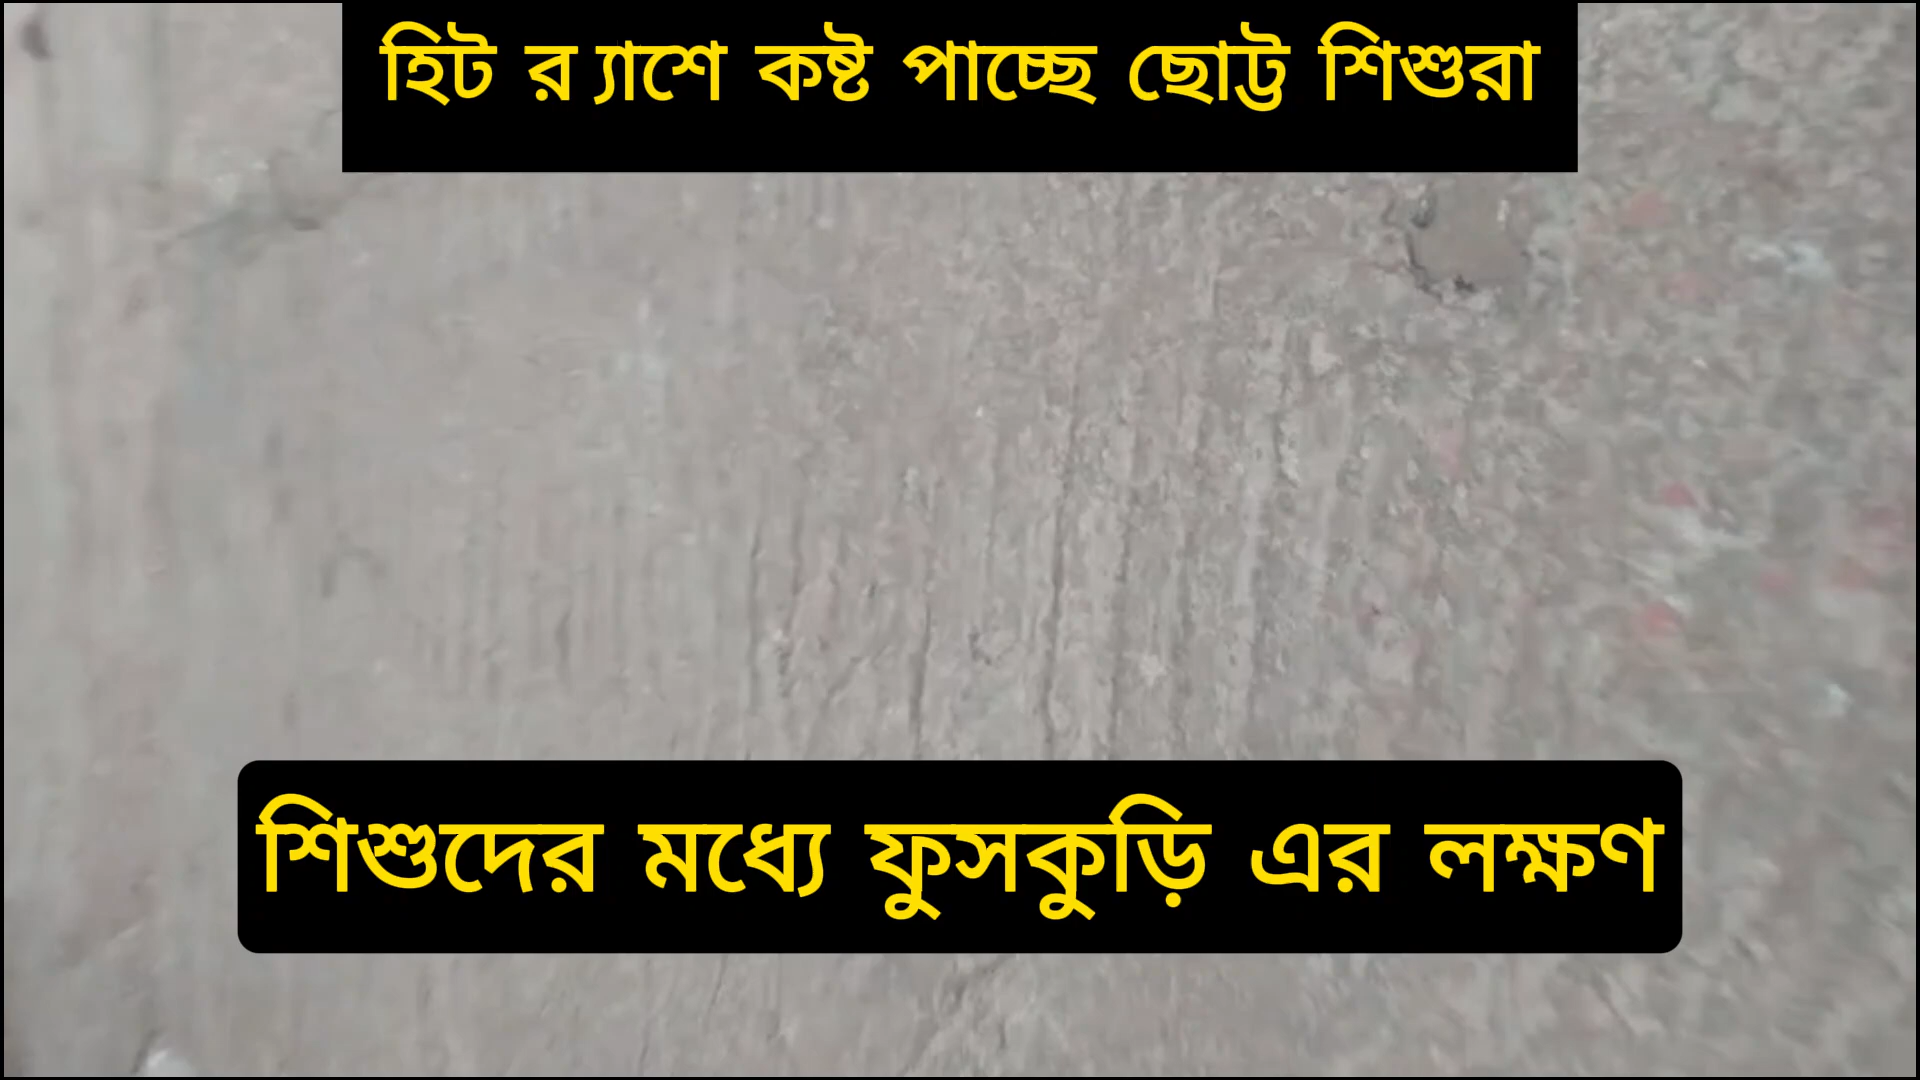 হিট র‍্যাশে কষ্ট পাচ্ছে ছোট্ট শিশুরা
শিশুদের মধ্যে ফুসকুড়ি এর লক্ষণ